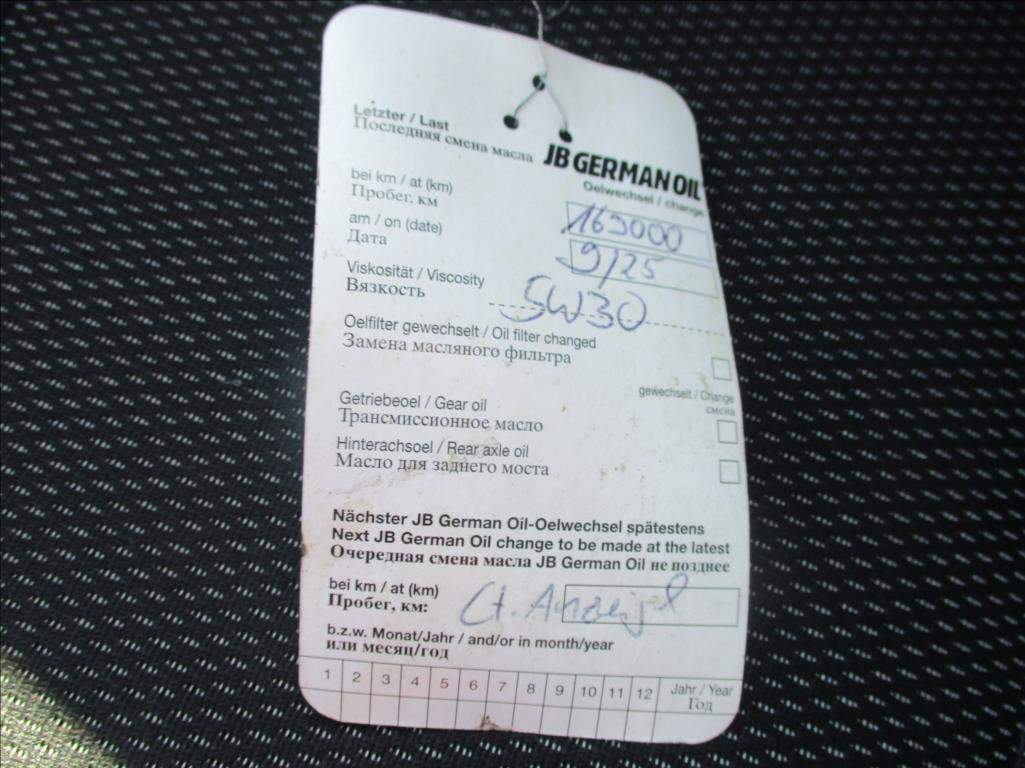 Letzter / Last
Последняя смена масла
JB GERMAN OIL
Oelwechsel / change
bei km / at (km)
Пробег, км
169000
am / on (date)
Дата
9/25
Viskosität / Viscosity
Вязкость
5W30
Oelfilter gewechselt / Oil filter changed
Замена масляного фильтра
gewechselt / Change
смена
Getriebeoel / Gear oil
Трансмиссионное масло
Hinterachsoel / Rear axle oil
Масло для заднего моста
Nächster JB German Oil-Oelwechsel spätestens
Next JB German Oil change to be made at the latest
Очередная смена масла JB German Oil не позднее
bei km / at (km)
Пробег, км:
Lt. Anzeige
b.z.w. Monat/Jahr / and/or in month/year
или месяц/год
1 2 3 4 5 6 7 8 9 10 11 12 Jahr / Year
Год